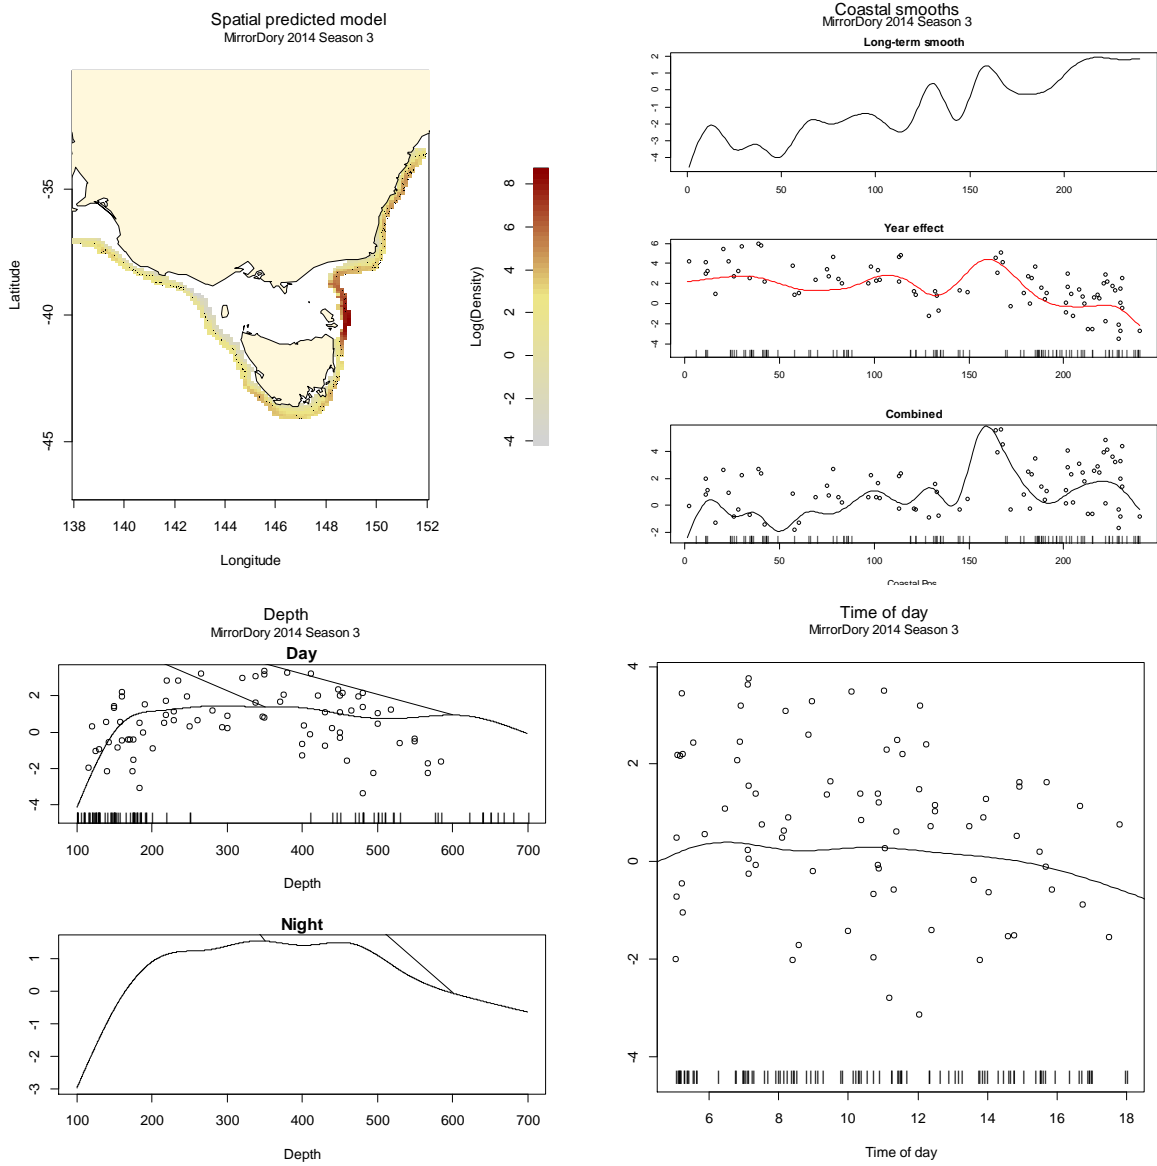 Spatial predicted model
MirrorDory 2014 Season 3
-35
-40
-45
Latitude
138 140 142 144 146 148 150 152
Longitude
8
6
4
2
0
-2
-4
Log(Density)
Coastal smooths
MirrorDory 2014 Season 3
Long-term smooth
2
1
0
-1
-2
-3
-4
0 50 100 150 200
Year effect
6
4
2
0
-2
-4
0 50 100 150 200
Combined
4
2
0
-2
0 50 100 150 200
Coastal Pos
Depth
MirrorDory 2014 Season 3
Day
2
0
-2
-4
100 200 300 400 500 600 700
Depth
Night
1
0
-1
-2
-3
100 200 300 400 500 600 700
Depth
Time of day
MirrorDory 2014 Season 3
4
2
0
-2
-4
6 8 10 12 14 16 18
Time of day